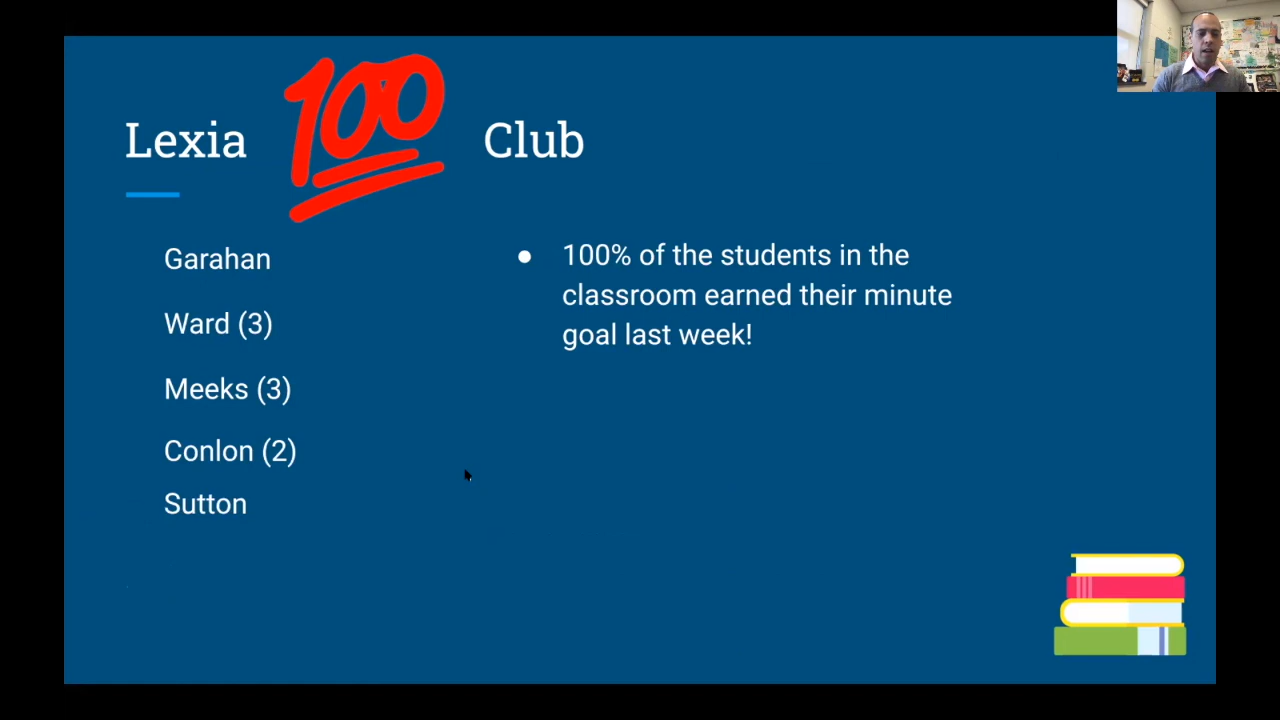 Lexia 100 Club
Garahan
Ward (3)
Meeks (3)
Conlon (2)
Sutton
● 100% of the students in the
classroom earned their minute
goal last week!